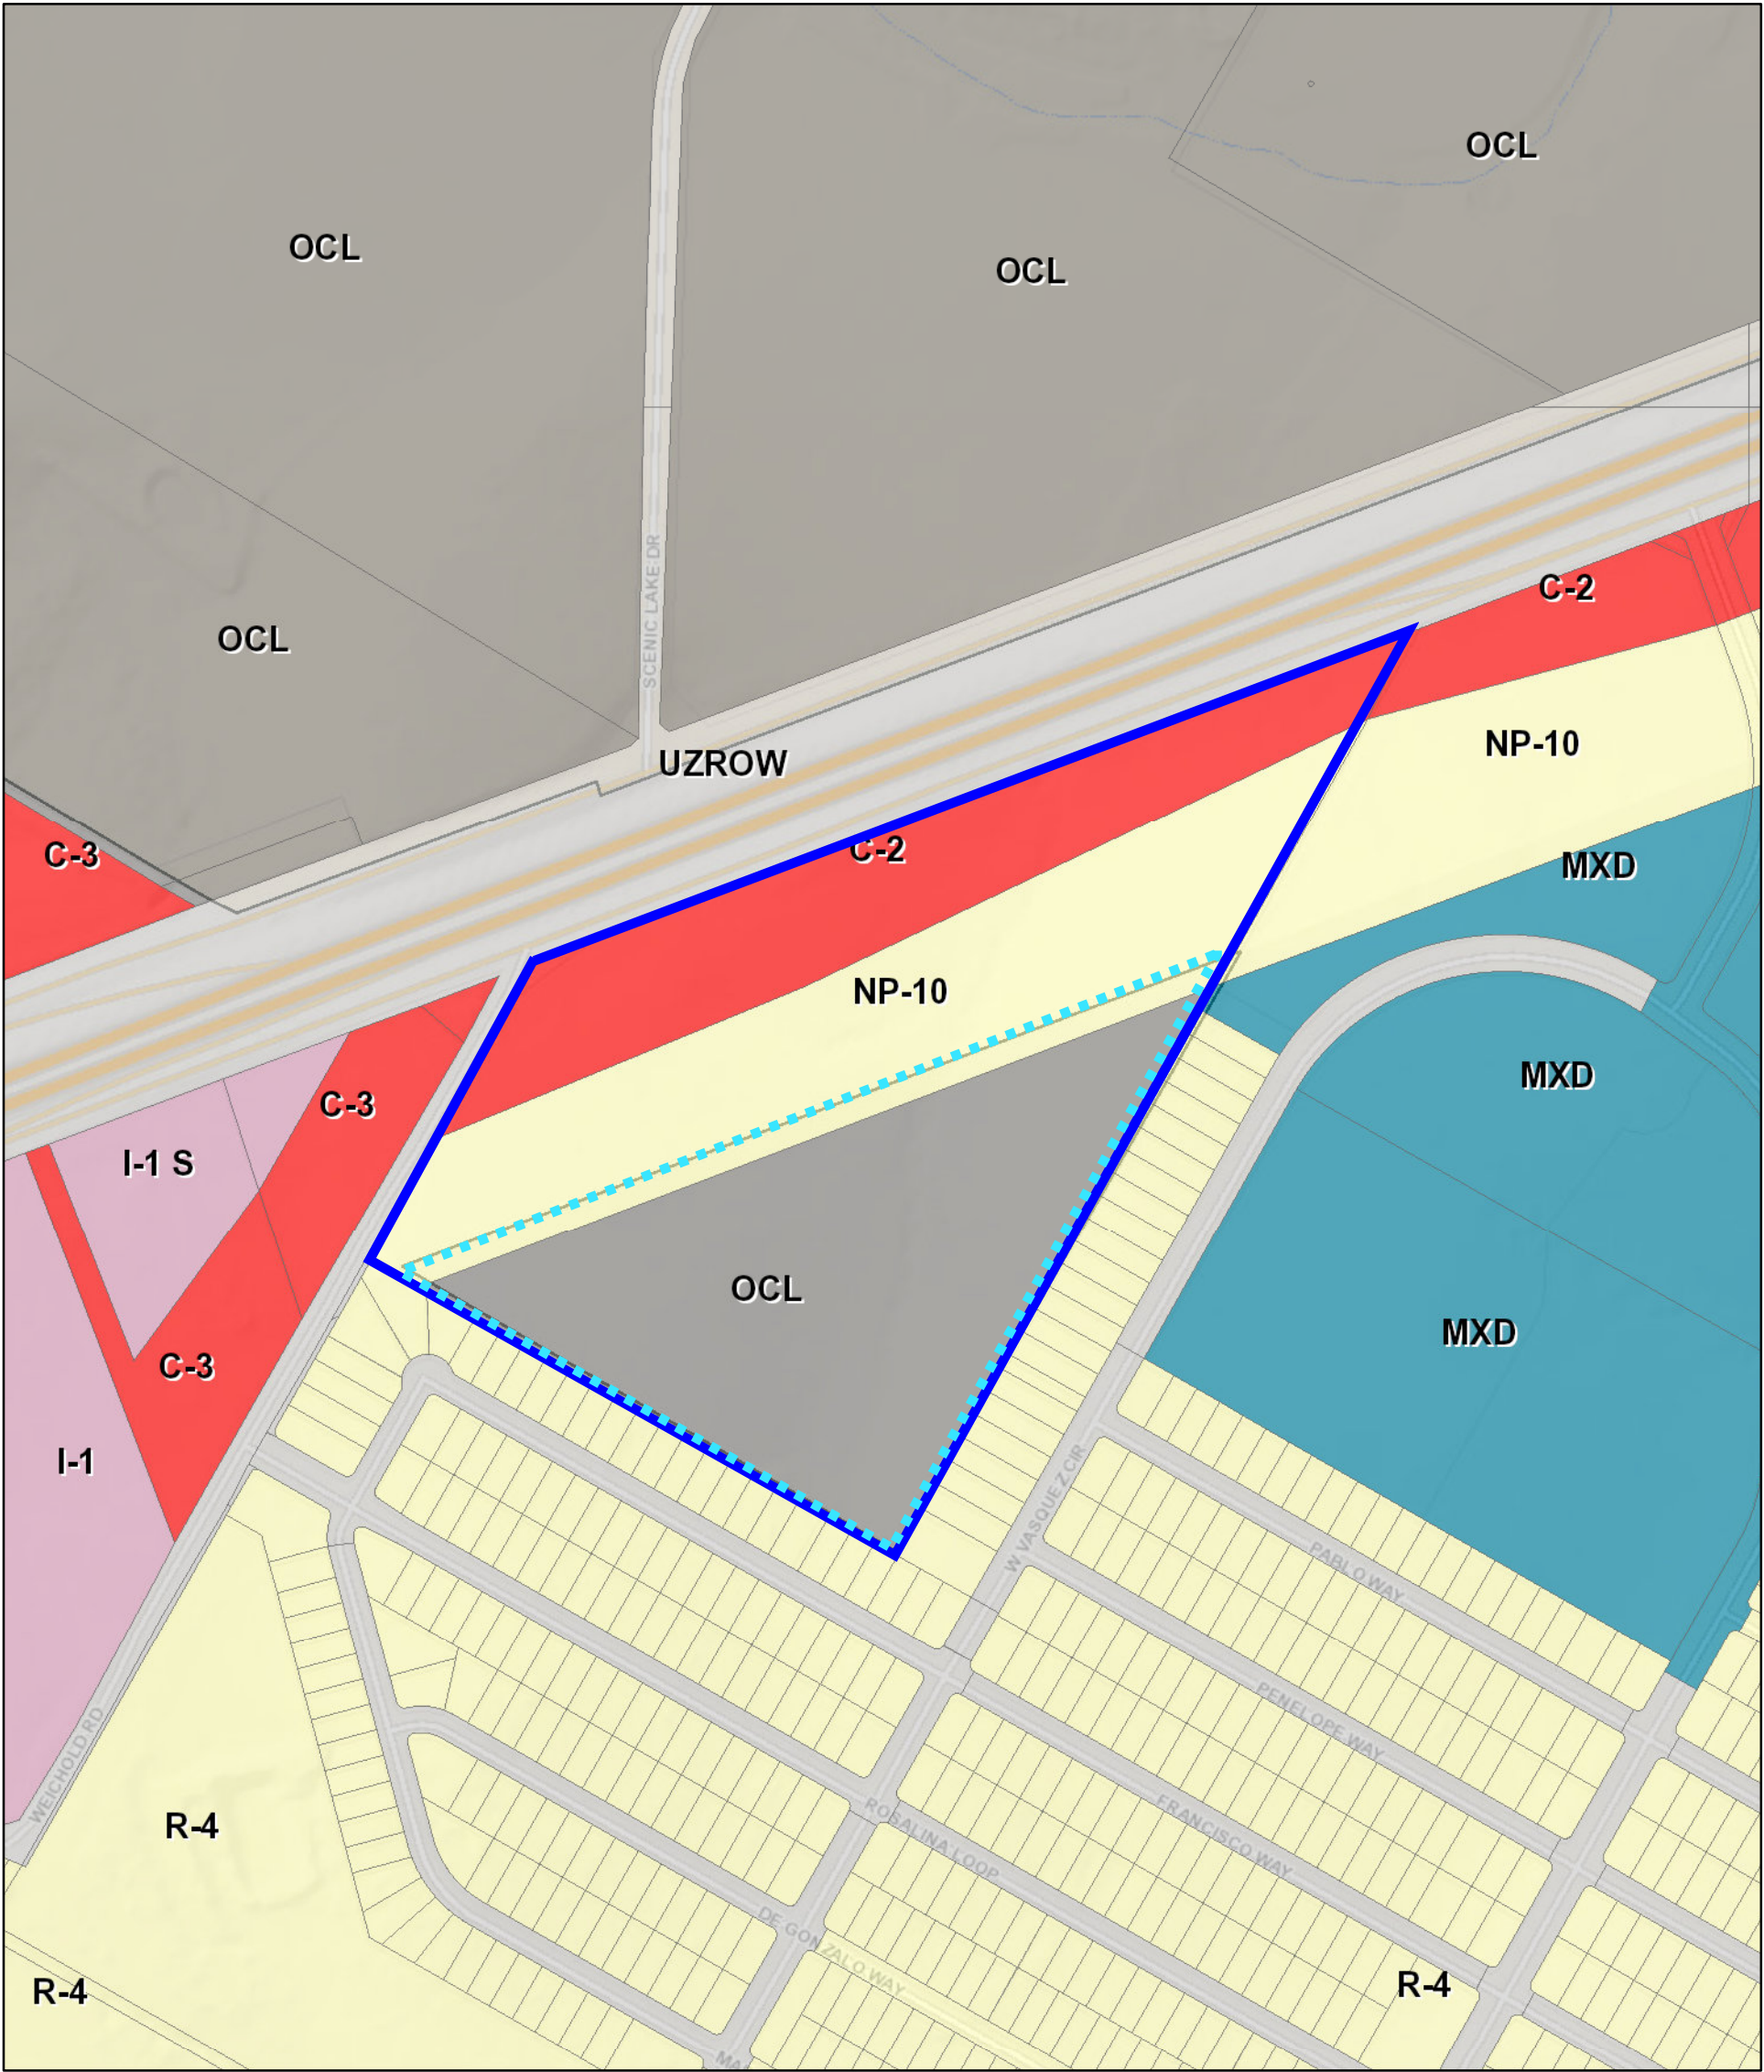 OCL
OCL
OCL
SCENIC LAKE DR
C-2
OCL
NP-10
UZROW
C-3
C-2
MXD
NP-10
MXD
C-3
I-1 S
OCL
MXD
C-3
I-1
W VASQUEZ CIR
PABLO WAY
PENELOPE WAY
WEICHOLD RD
R-4
FRANCISCO WAY
ROSALINA LOOP
DE GONZALO WAY
R-4
R-4